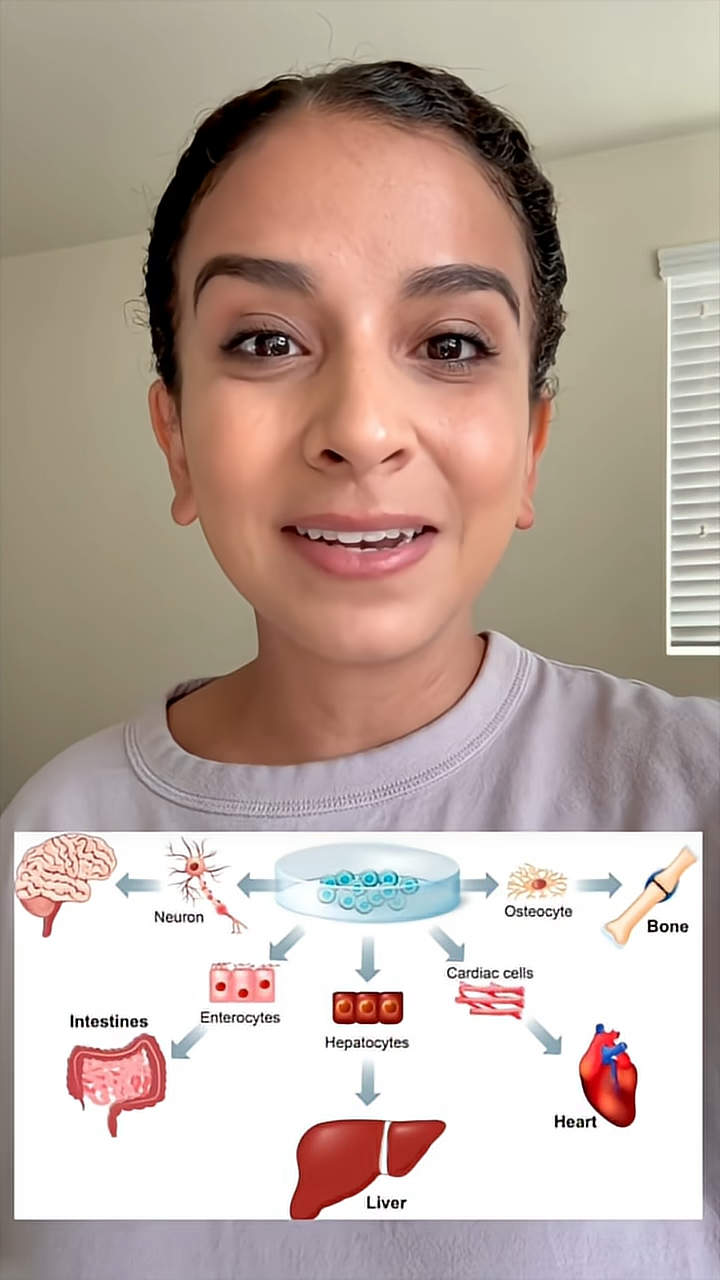 Neuron
Osteocyte
Bone
Cardiac cells
Enterocytes
Intestines
Hepatocytes
Heart
Liver